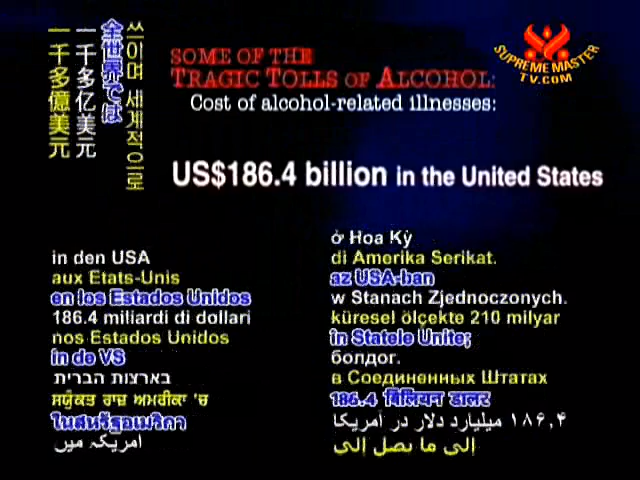 SOME OF THE
TRAGIC TOLLS OF ALCOHOL:
Cost of alcohol-related illnesses:
SUPREME MASTER
TV.COM
US$186.4 billion in the United States
쓰이며 세계적으로
全世界では
一千多亿美元
一千多億美元
in den USA
aux Etats-Unis
en los Estados Unidos
186.4 miliardi di dollari
nos Estados Unidos
in de VS
בארצות הברית
ਸਯੁੰਕਤ ਰਾਜ਼ ਅਮਰੀਕਾ 'ਚ
ในสหรัฐอเมริกา
امریکہ میں
ở Hoa Kỳ
di Amerika Serikat.
az USA-ban
w Stanach Zjednoczonych.
küresel ölçekte 210 milyar
în Statele Unite;
болдог.
в Соединенных Штатах
186.4 बिलियन डालर
۱۸۶,۴ میلیارد دلار در آمریکا
إلى ما يصل إلى